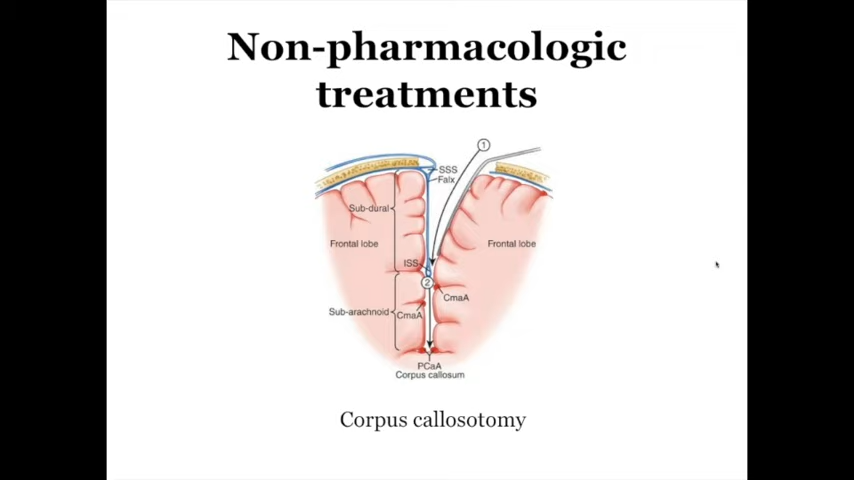 Non-pharmacologic
treatments
1
SSS
Falx
Sub-dural
Frontal lobe
Frontal lobe
ISS
2
CmaA
Sub-arachnoid
CmaA
PCaA
Corpus callosum
Corpus callosotomy